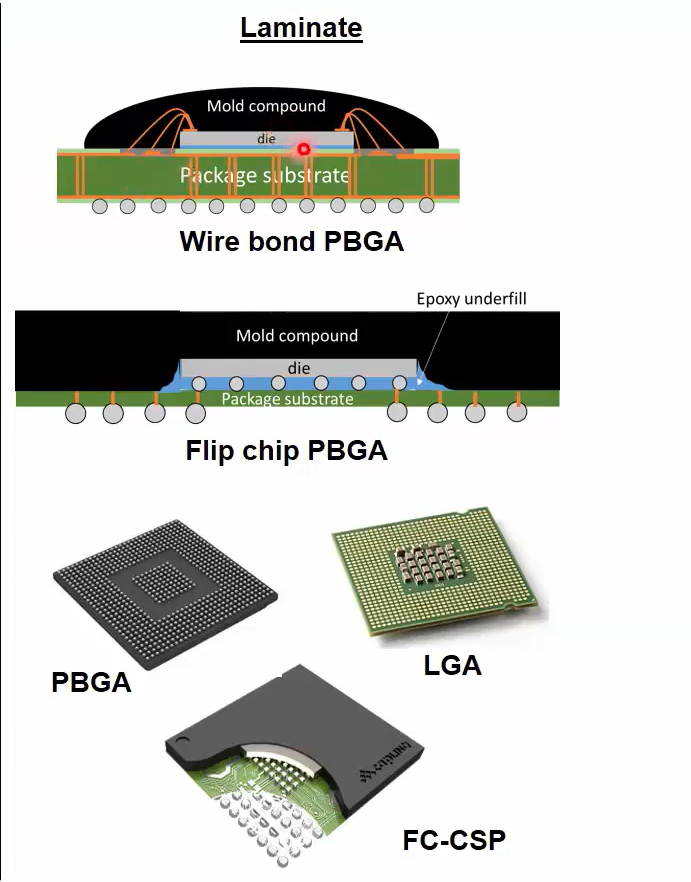 Laminate
Mold compound
die
Package substrate
Wire bond PBGA
Epoxy underfill
Mold compound
die
Package substrate
Flip chip PBGA
PBGA
LGA
FC-CSP